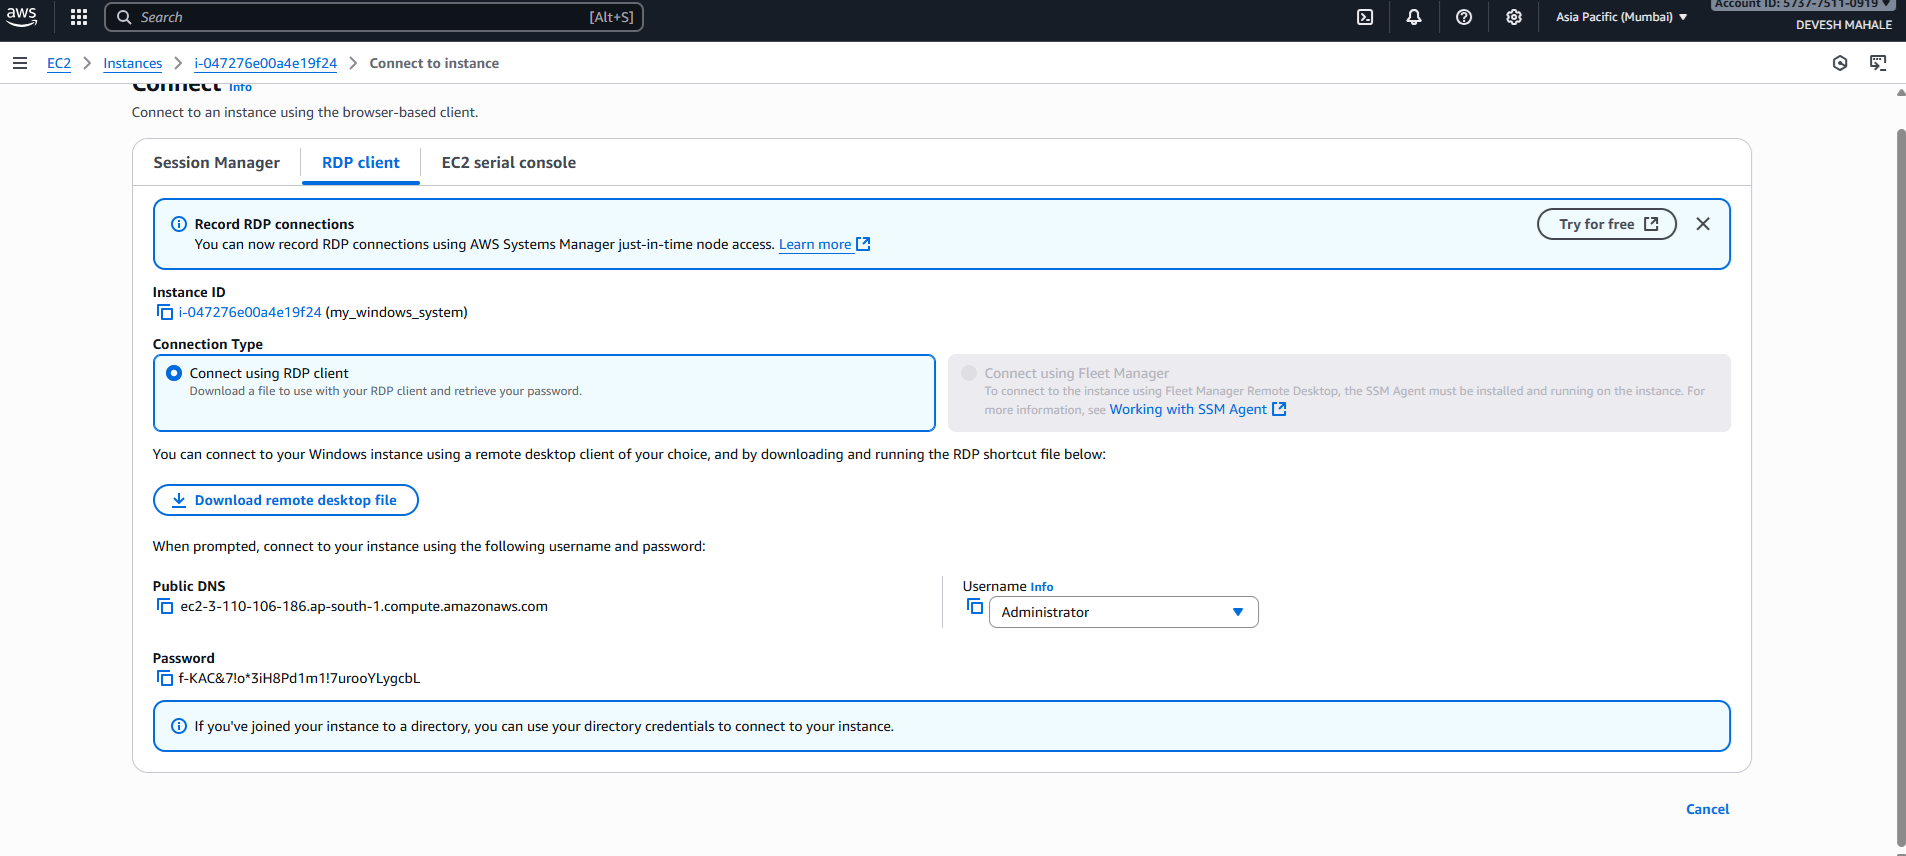 aws
Search [Alt+S]
Asia Pacific (Mumbai)
Account ID: 5737-7511-0919
DEVESH MAHALE
EC2 > Instances > i-047276e00a4e19f24 > Connect to instance
Connect Info
Connect to an instance using the browser-based client.
Session Manager
RDP client
EC2 serial console
Record RDP connections
You can now record RDP connections using AWS Systems Manager just-in-time node access. Learn more
Try for free
Instance ID
i-047276e00a4e19f24 (my_windows_system)
Connection Type
Connect using RDP client
Download a file to use with your RDP client and retrieve your password.
Connect using Fleet Manager
To connect to the instance using Fleet Manager Remote Desktop, the SSM Agent must be installed and running on the instance. For
more information, see Working with SSM Agent
You can connect to your Windows instance using a remote desktop client of your choice, and by downloading and running the RDP shortcut file below:
Download remote desktop file
When prompted, connect to your instance using the following username and password:
Public DNS
ec2-3-110-106-186.ap-south-1.compute.amazonaws.com
Username Info
Administrator
Password
f-KAC&7!o*3iH8Pd1m1!7urooYLygcbL
If you've joined your instance to a directory, you can use your directory credentials to connect to your instance.
Cancel